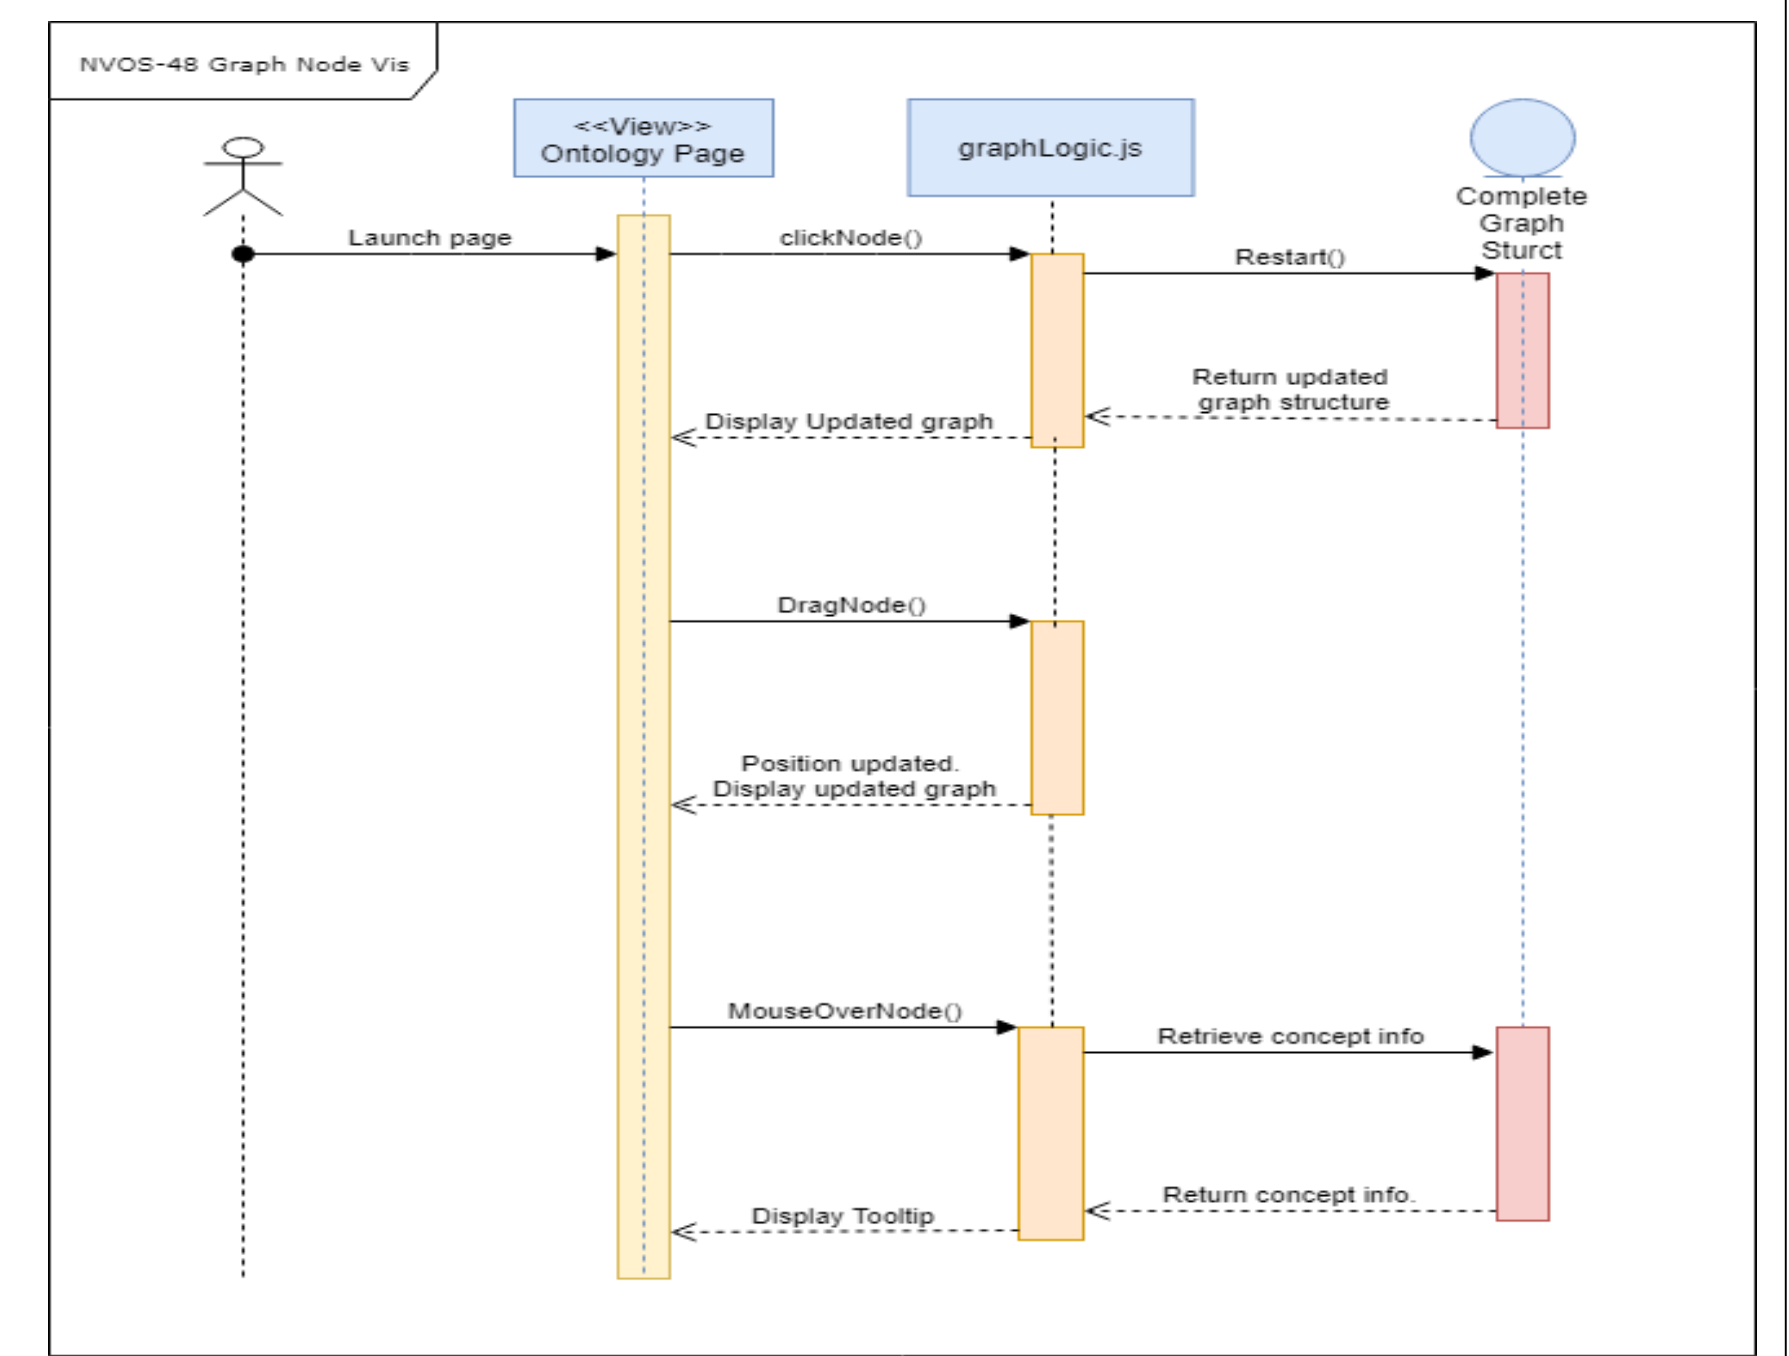 NVOS-48 Graph Node Vis
<<View>>
Ontology Page
graphLogic.js
Complete
Graph
Sturct
Launch page
clickNode()
Restart()
Return updated
graph structure
Display Updated graph
DragNode()
Position updated.
Display updated graph
MouseOverNode()
Retrieve concept info
Return concept info.
Display Tooltip